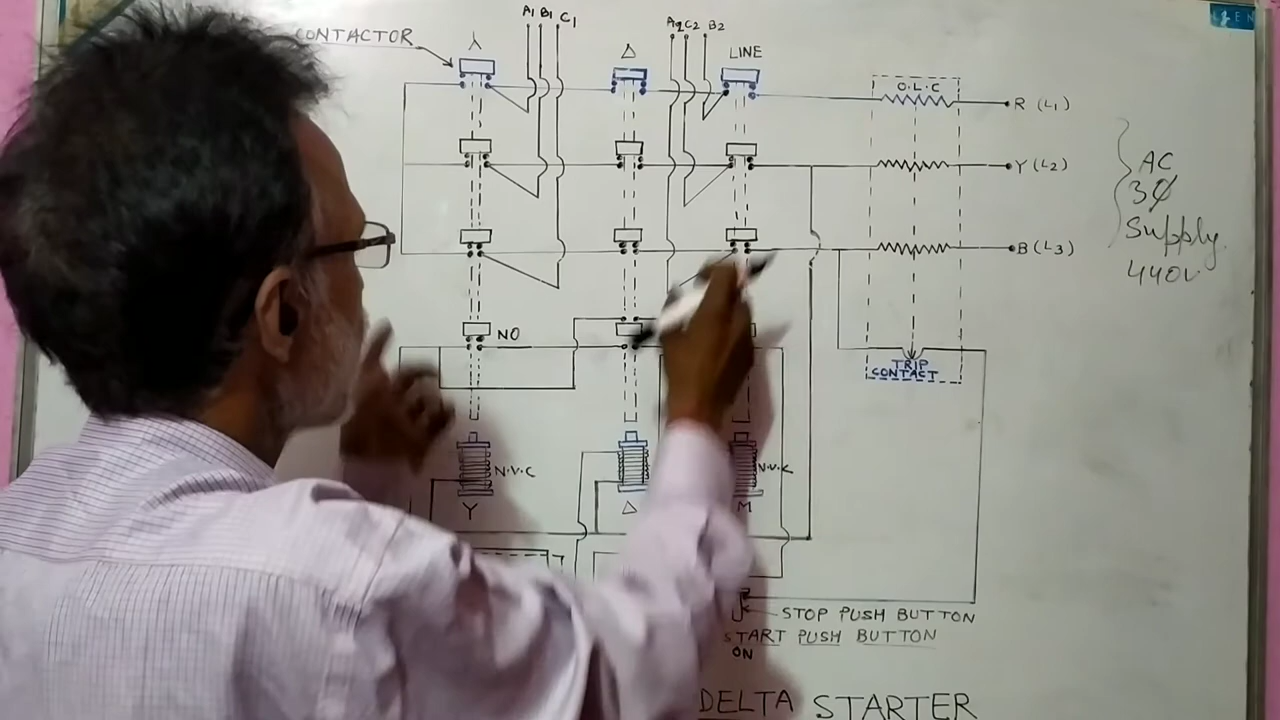 A1 B1 C1
A2 C2 B2
CONTACTOR
⅄
Δ
LINE
O.L.C
R (L1)
Y (L2)
B (L3)
AC
3Ø
Supply
440V
NO
TRIP
CONTACT
N.V.C
N.V.C
Y
Δ
M
STOP PUSH BUTTON
START PUSH BUTTON
ON
DELTA STARTER